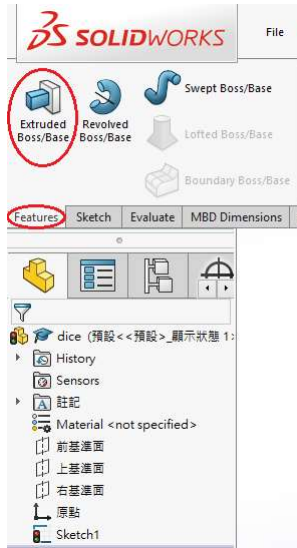 SOLIDWORKS
File
Extruded Boss/Base
Revolved Boss/Base
Swept Boss/Base
Lofted Boss/Base
Boundary Boss/Base
Features
Sketch
Evaluate
MBD Dimensions
dice (預設<<預設>_顯示狀態 1>
History
Sensors
註記
Material <not specified>
前基準面
上基準面
右基準面
原點
Sketch1